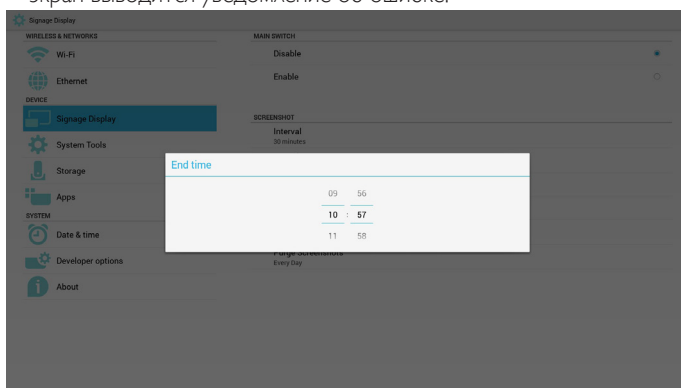 экран выводится уведомление об ошибке.
Signage Display
WIRELESS & NETWORKS
Wi-Fi
Ethernet
DEVICE
Signage Display
System Tools
Storage
Apps
SYSTEM
Date & time
Developer options
About
MAIN SWITCH
Disable
Enable
SCREENSHOT
Interval
30 minutes
End time
09 56
10 : 57
11 58
Purge Screenshots
Every Day